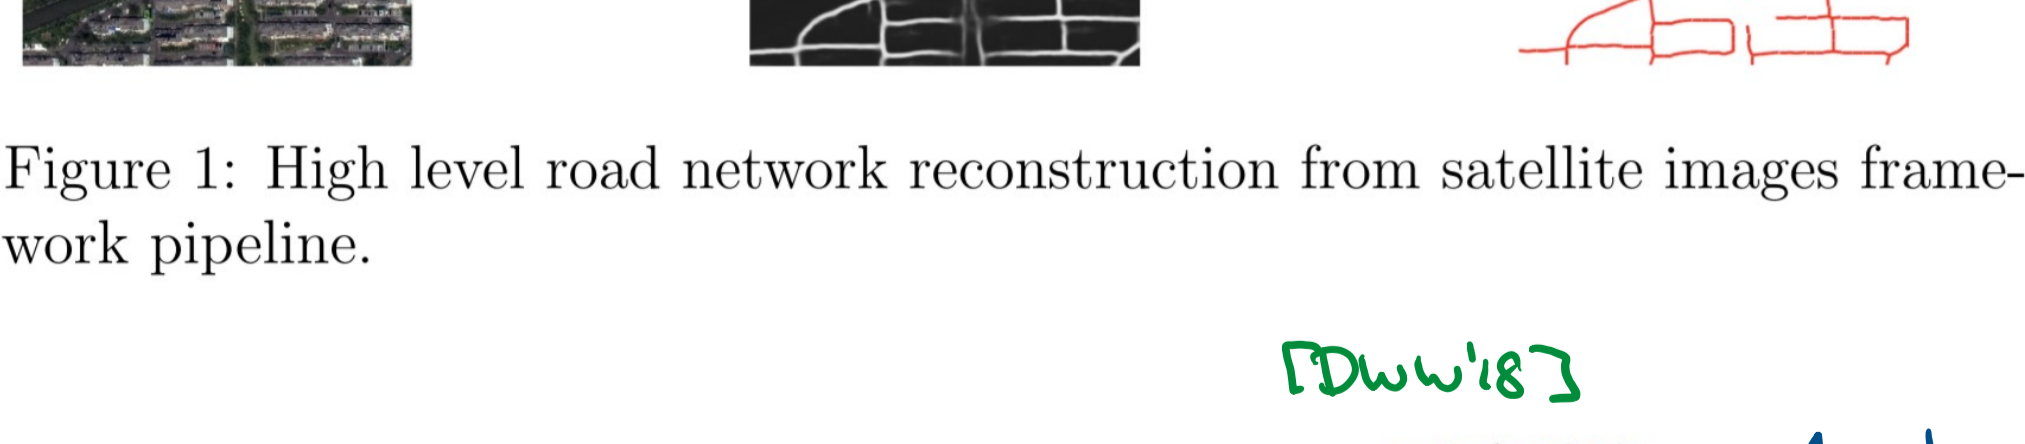 Figure 1: High level road network reconstruction from satellite images frame-
work pipeline.
[DWW'18]